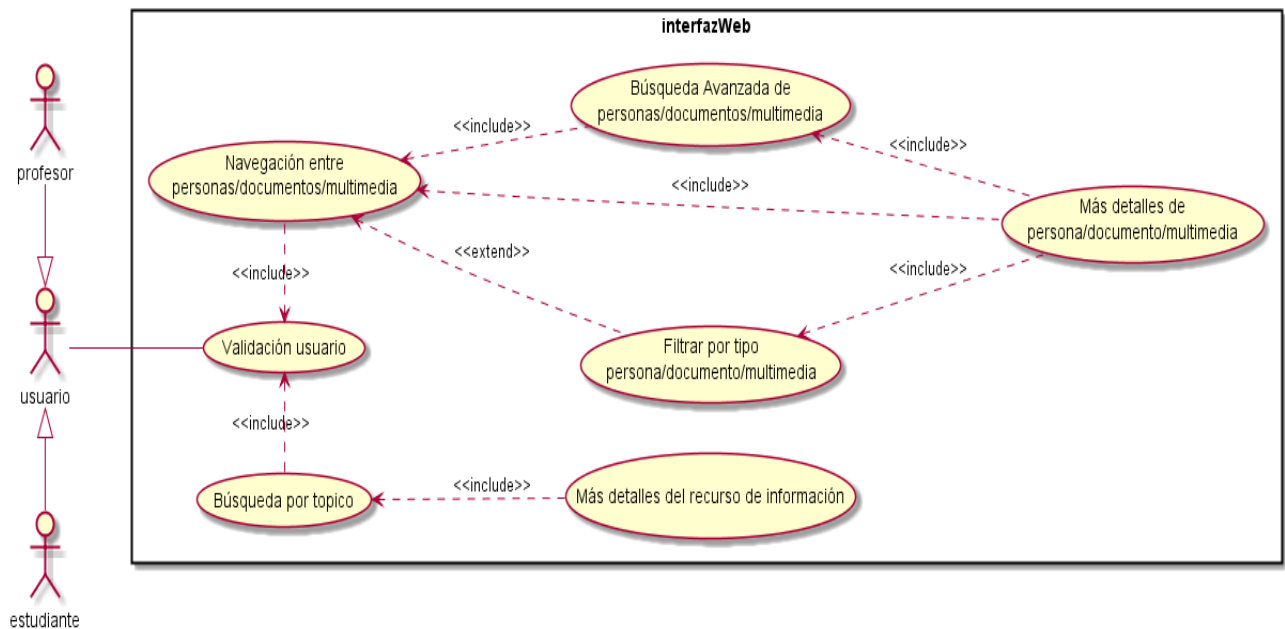 interfazWeb
profesor
usuario
estudiante
Búsqueda Avanzada de
personas/documentos/multimedia
<<include>>
<<include>>
Navegación entre
personas/documentos/multimedia
<<include>>
Más detalles de
persona/documento/multimedia
<<extend>>
<<include>>
<<include>>
Validación usuario
Filtrar por tipo
persona/documento/multimedia
<<include>>
Búsqueda por topico
<<include>>
Más detalles del recurso de información